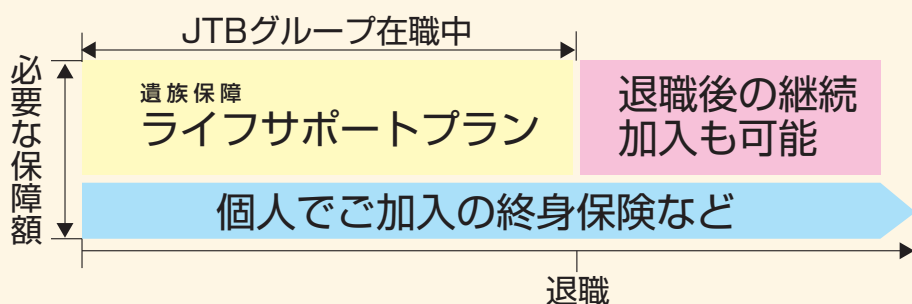 JTBグループ在職中
必要な保障額
遺族保障
ライフサポートプラン
退職後の継続
加入も可能
個人でご加入の終身保険など
退職